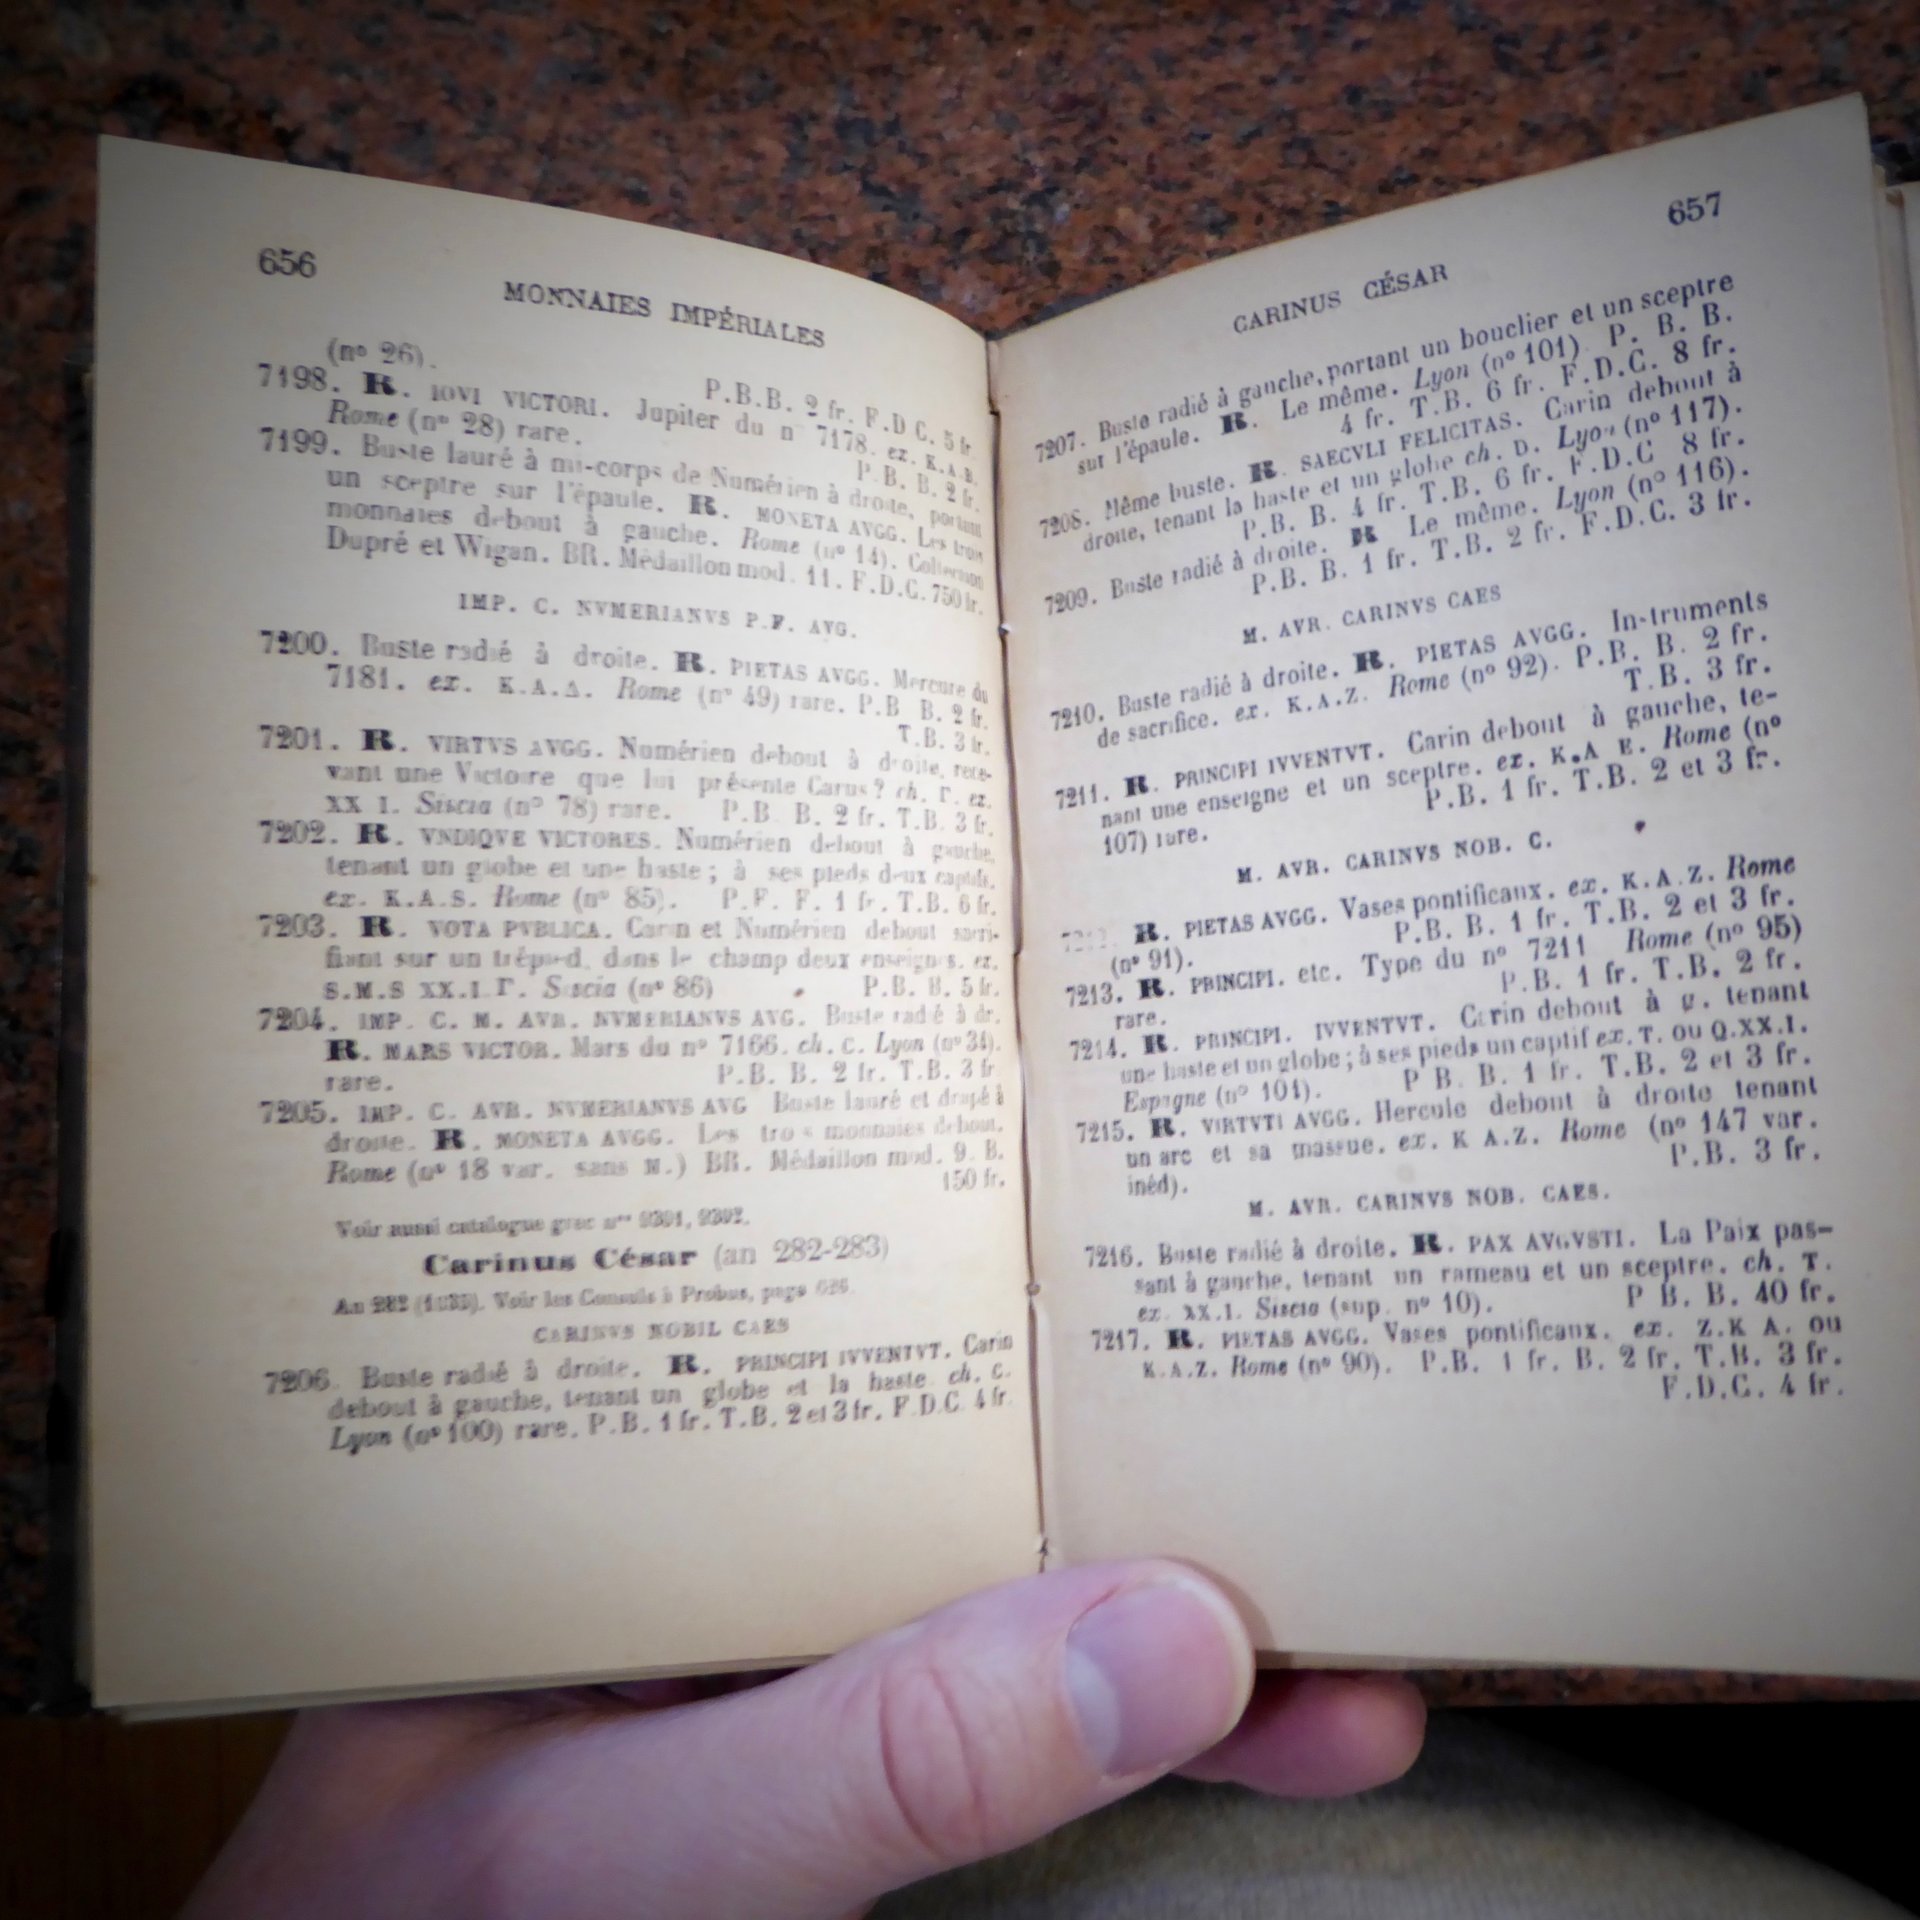 656
MONNAIES IMPÉRIALES
(nº 26). P.B.B. 2 fr. F.D.C. 5 fr.
7198. R. IOVI VICTORI. Jupiter du n 7178. ex. K.A.B.
Rome (nº 28) rare. P.B. B. 2 fr.
7199. Buste lauré à mi-corps de Numérien à droite, portant
un sceptre sur l'épaule. R. MONETA AVGG. Les trois
monnaies debout à gauche. Rome (nº 14). Collection
Dupré et Wigan. BR. Médaillon mod. 11. F.D.C. 750 fr.
IMP. C. NVMERIANVS P.F. AVG.
7200. Buste radié à droite. R. PIETAS AVGG. Mercure du
7181. ex. K.A.Δ. Rome (nº 49) rare. P.B B. 2 fr.
T.B. 3 fr.
7201. R. VIRTVS AVGG. Numérien debout à droite, rece-
vant une Victoire que lui présente Carus? ch. Γ. ex.
XX I. Siscia (nº 78) rare. P.B B. 2 fr. T.B. 3 fr.
7202. R. VNDIQVE VICTORES. Numérien debout à gauche,
tenant un globe et une haste; à ses pieds deux captifs.
ex. K.A.S. Rome (nº 85). P.F. F. 1 fr. T.B. 6 fr.
7203. R. VOTA PVBLICA. Carin et Numérien debout sacri-
fiant sur un trépied, dans le champ deux enseignes. ex.
S.M.S XX.I Γ. Siscia (nº 86) P.B. B. 5 fr.
7204. IMP. C. M. AVR. NVMERIANVS AVG. Buste radié à dr.
R. MARS VICTOR. Mars du nº 7166. ch. C. Lyon (nº 34).
rare. P.B. B. 2 fr. T.B. 3 fr
7205. IMP. C. AVR. NVMERIANVS AVG Buste lauré et drapé à
droite. R. MONETA AVGG. Les trois monnaies debout.
Rome (nº 18 var. sans M.) BR. Médaillon mod. 9. B.
150 fr.
Voir aussi catalogue grec nos 9391, 9392.
Carinus César (an 282-283)
An 282 (1035). Voir les Consuls à Probus, page 626
CARINVS NOBIL CAES
7206 Buste radié à droite. R. PRINCIPI IVVENTVT. Carin
debout à gauche, tenant un globe et la haste ch. C.
Lyon (nº 100) rare. P.B. 1 fr. T.B. 2 et 3 fr. F.D.C. 4 fr.
657
CARINUS CÉSAR
7207. Buste radié à gauche, portant un bouclier et un sceptre
sur l'épaule. R. Le même. Lyon (nº 101) P. B. B.
4 fr. T.B. 6 fr. F.D.C. 8 fr.
7208. Même buste. R. SAECVLI FELICITAS. Carin debout à
droite, tenant la haste et un globe ch. D. Lyon (nº 117).
P.B. B. 4 fr. T.B. 6 fr. F.D.C 8 fr.
7209. Buste radié à droite. R Le même. Lyon (nº 116).
P.B. B. 1 fr. T.B. 2 fr. F.D.C. 3 fr.
M. AVR. CARINVS CAES
7210. Buste radié à droite. R. PIETAS AVGG. Instruments
de sacrifice. ex. K.A.Z. Rome (nº 92). P.B. B. 2 fr.
T.B. 3 fr.
7211. R. PRINCIPI IVVENTVT. Carin debout à gauche, te-
nant une enseigne et un sceptre. ex. K.A E. Rome (nº
107) rare. P.B. 1 fr. T.B. 2 et 3 fr.
M. AVR. CARINVS NOB. C.
7212. R. PIETAS AVGG. Vases pontificaux. ex. K.A.Z. Rome
(nº 91). P.B. B. 1 fr. T.B. 2 et 3 fr.
7213. R. PRINCIPI. etc. Type du nº 7211 Rome (nº 95)
rare. P.B. 1 fr. T.B. 2 fr.
7214. R. PRINCIPI. IVVENTVT. Carin debout à g. tenant
une haste et un globe; à ses pieds un captif ex. T. ou Q.XX.I.
Espagne (nº 101). P B. B. 1 fr. T.B. 2 et 3 fr.
7215. R. VIRTVTI AVGG. Hercule debout à droite tenant
un arc et sa massue. ex. K A.Z. Rome (nº 147 var.
inéd). P.B. 3 fr.
M. AVR. CARINVS NOB. CAES.
7216. Buste radié à droite. R. PAX AVGVSTI. La Paix pas-
sant à gauche, tenant un rameau et un sceptre. ch. T.
ex. XX.I. Siscia (sup. nº 10). P B. B. 40 fr.
7217. R. PIETAS AVGG. Vases pontificaux. ex. Z.K A. ou
K.A.Z. Rome (nº 90). P.B. 1 fr. B. 2 fr. T.B. 3 fr.
F.D.C. 4 fr.